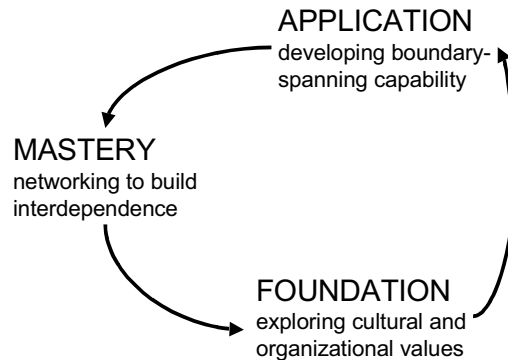 APPLICATION
developing boundary-
spanning capability
MASTERY
networking to build
interdependence
FOUNDATION
exploring cultural and
organizational values